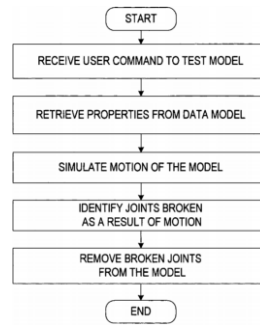 START
RECEIVE USER COMMAND TO TEST MODEL
RETRIEVE PROPERTIES FROM DATA MODEL
SIMULATE MOTION OF THE MODEL
IDENTIFY JOINTS BROKEN
AS A RESULT OF MOTION
REMOVE BROKEN JOINTS
FROM THE MODEL
END